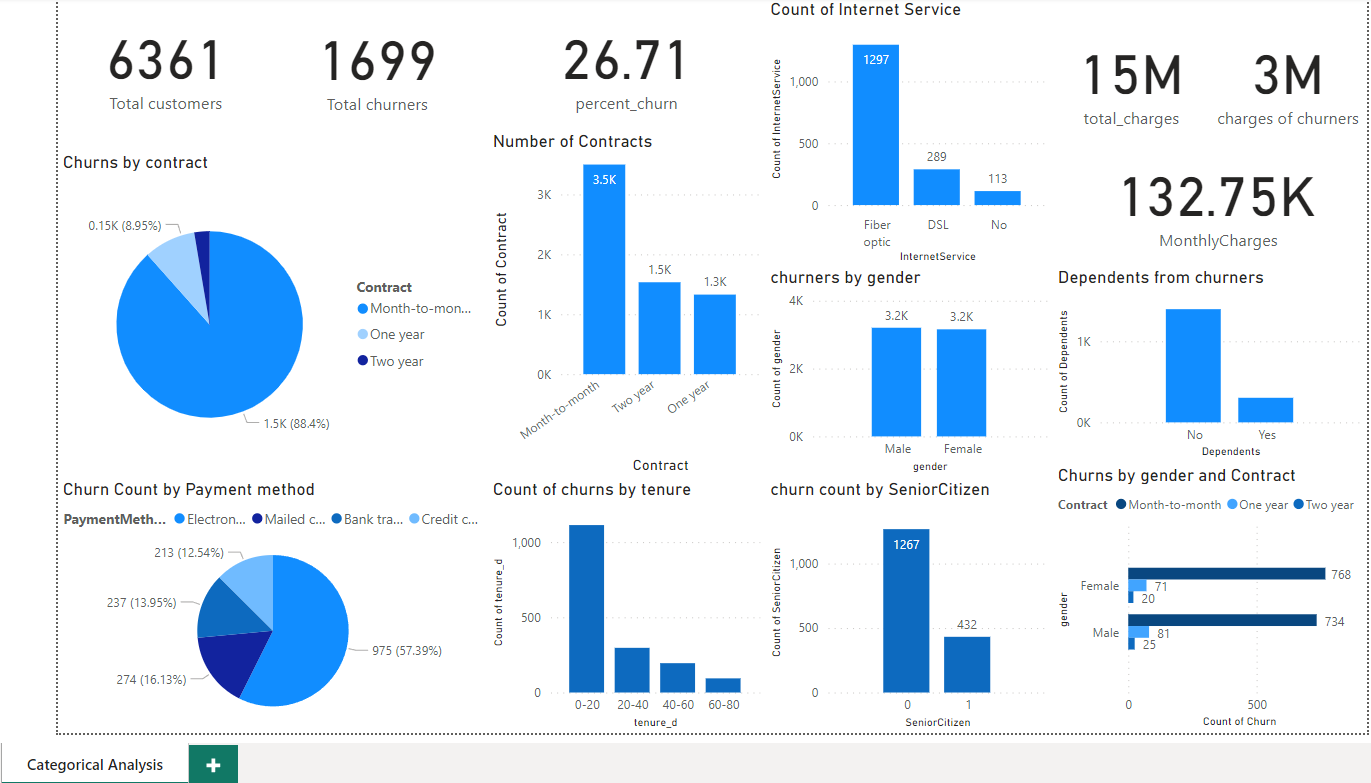 6361
Total customers
1699
Total churners
26.71
percent_churn
Count of Internet Service
Count of InternetService
1,000
500
0
1297
289
113
Fiber
optic
DSL
No
InternetService
15M
total_charges
3M
charges of churners
132.75K
MonthlyCharges
Churns by contract
0.15K (8.95%)
1.5K (88.4%)
Contract
Month-to-mon...
One year
Two year
Number of Contracts
Count of Contract
3K
2K
1K
0K
3.5K
1.5K
1.3K
Month-to-month
Two year
One year
Contract
churners by gender
Count of gender
4K
2K
0K
3.2K
3.2K
Male
Female
gender
Dependents from churners
Count of Dependents
1K
0K
No
Yes
Dependents
Churn Count by Payment method
PaymentMeth...
Electron...
Mailed c...
Bank tra...
Credit c...
213 (12.54%)
237 (13.95%)
274 (16.13%)
975 (57.39%)
Count of churns by tenure
Count of tenure_d
1,000
500
0
0-20
20-40
40-60
60-80
tenure_d
churn count by SeniorCitizen
Count of SeniorCitizen
1,000
500
0
1267
432
0
1
SeniorCitizen
Churns by gender and Contract
Contract
Month-to-month
One year
Two year
gender
Female
768
71
20
Male
734
81
25
0
500
Count of Churn
Categorical Analysis
+